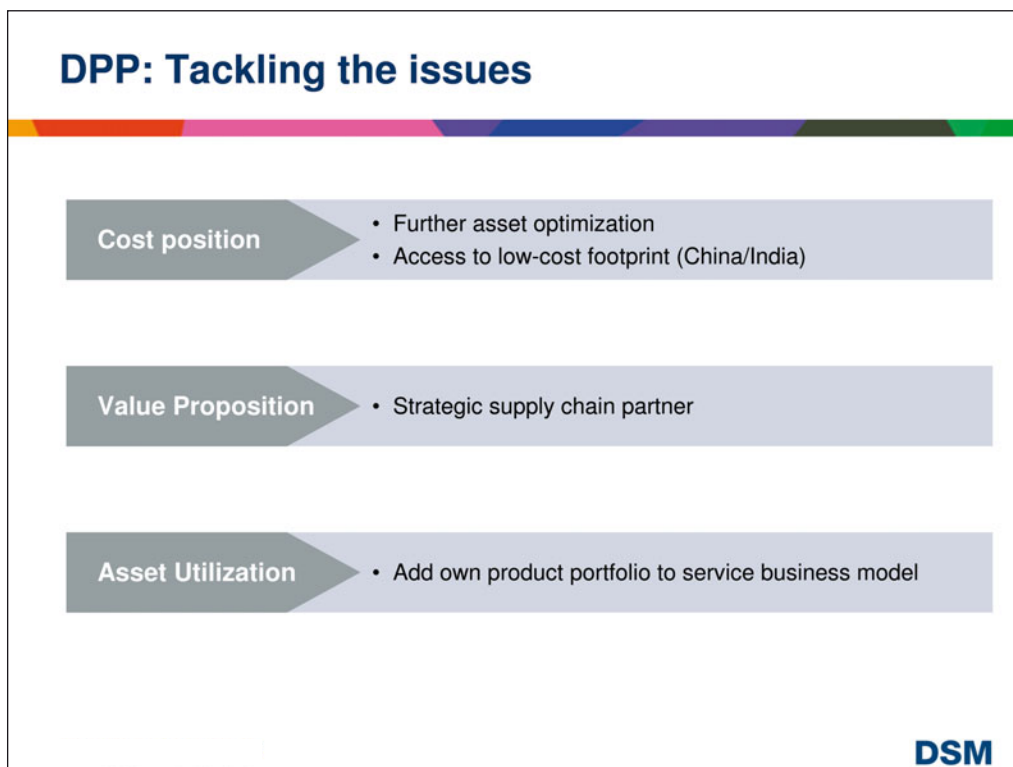 DPP: Tackling the issues
Cost position
• Further asset optimization
• Access to low-cost footprint (China/India)
Value Proposition
• Strategic supply chain partner
Asset Utilization
• Add own product portfolio to service business model
DSM